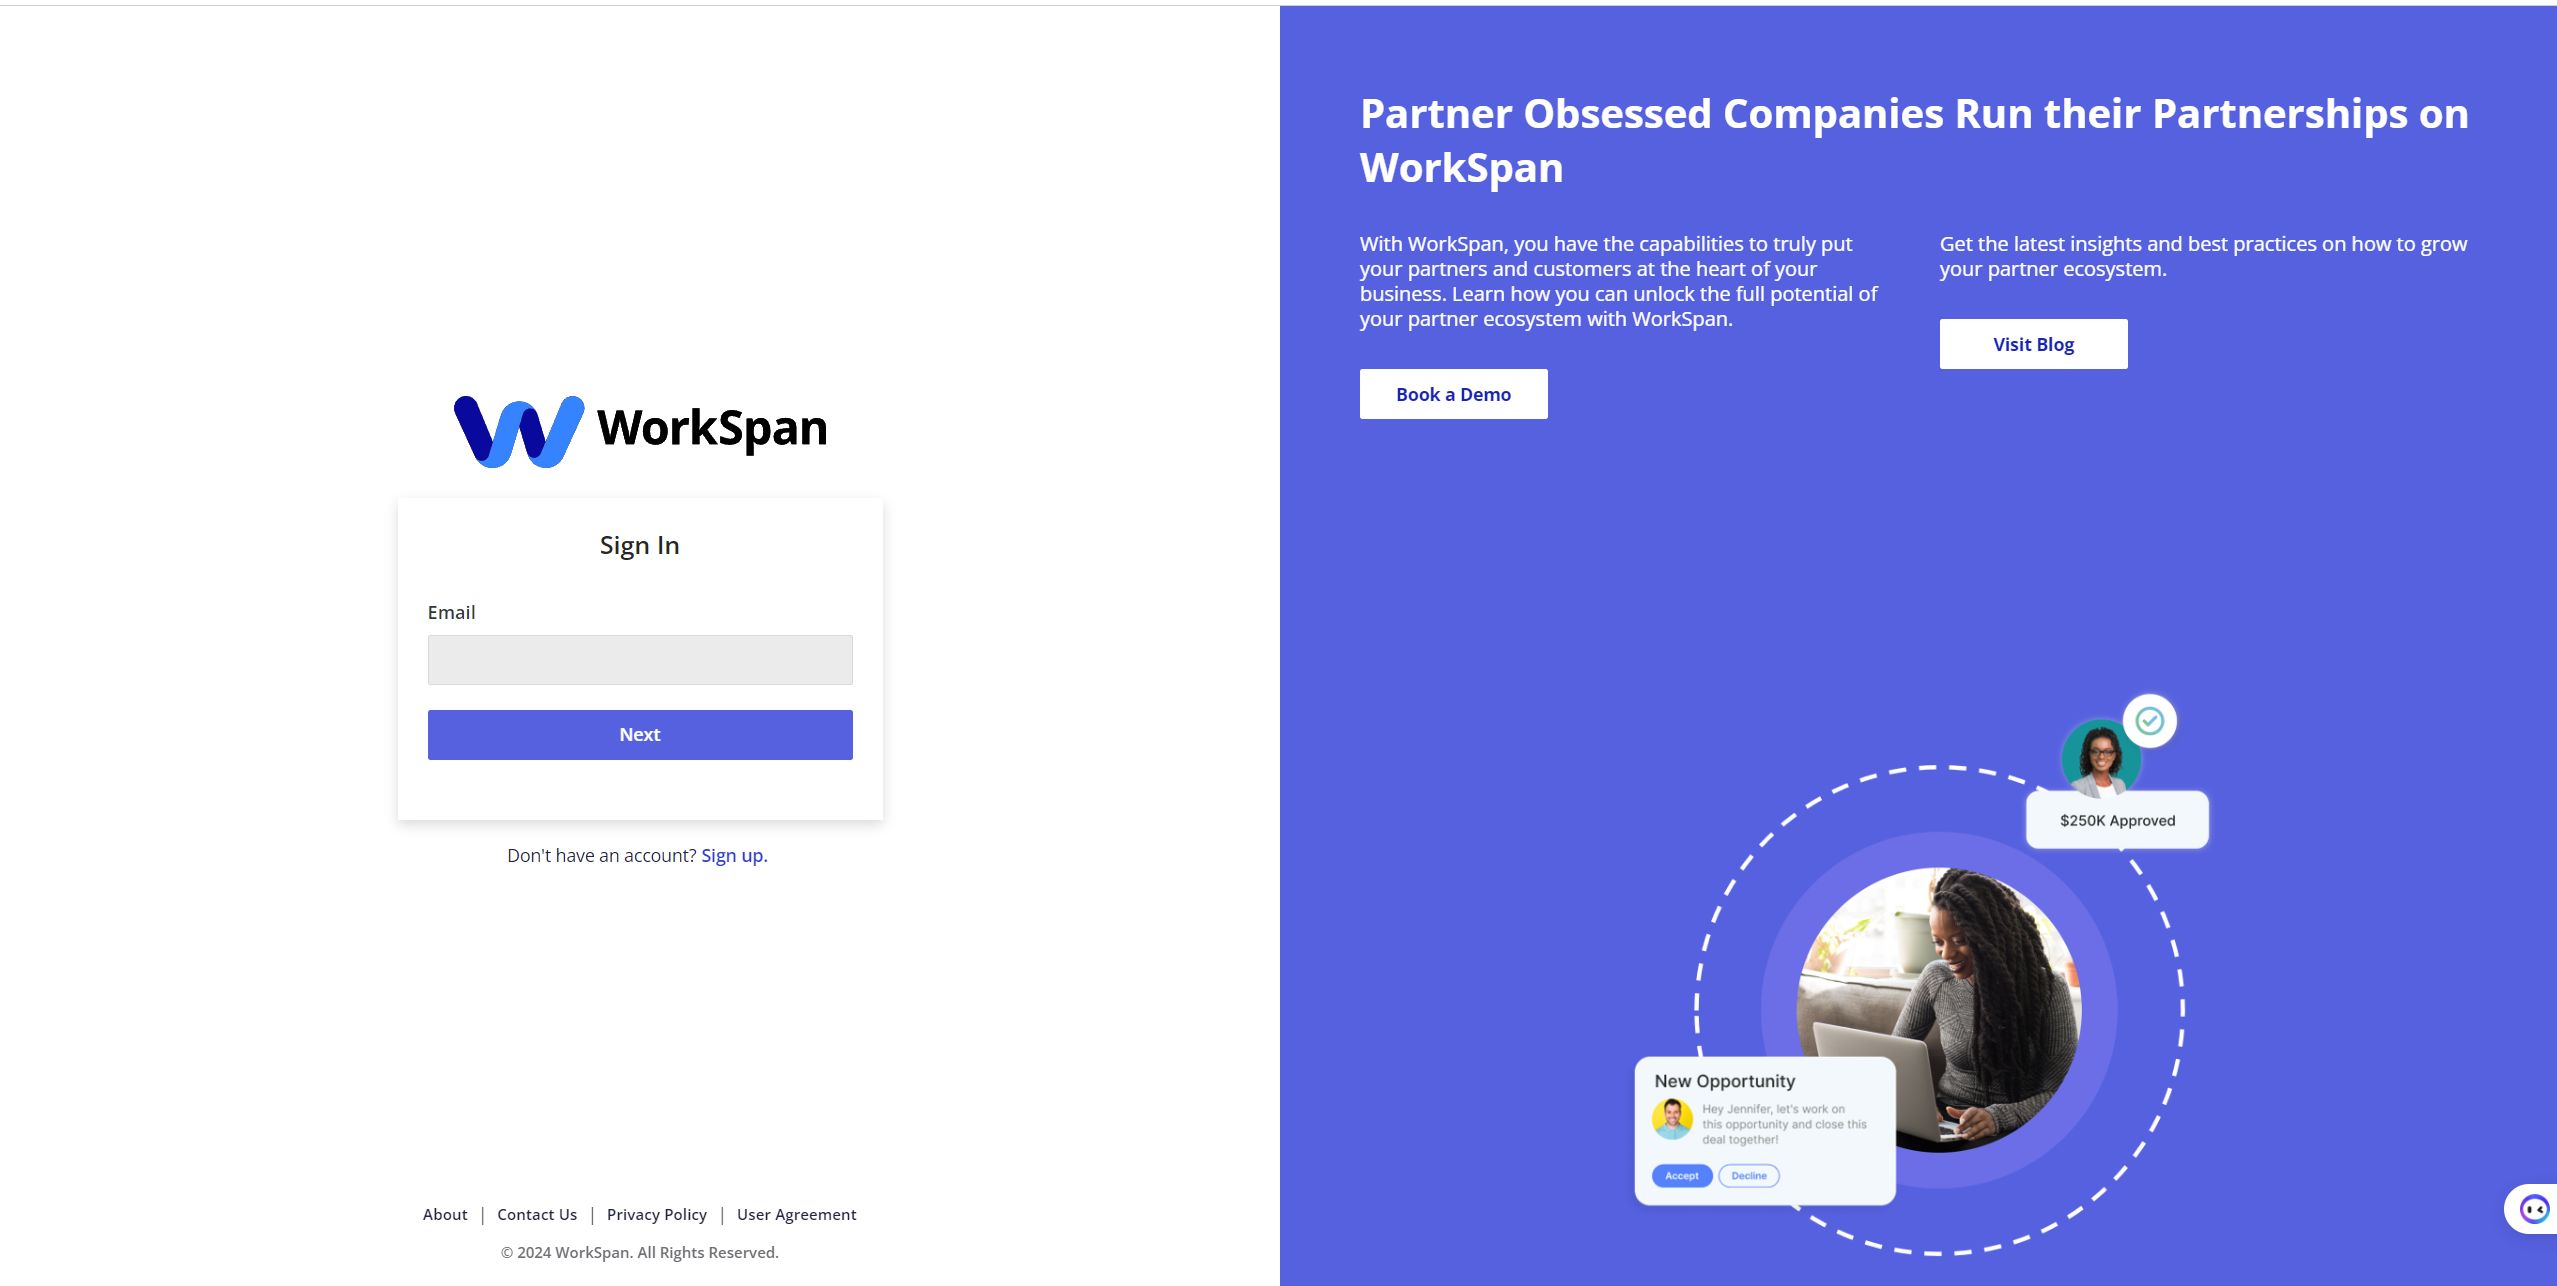 WorkSpan
Sign In
Email
Next
Don't have an account? Sign up.
About | Contact Us | Privacy Policy | User Agreement
© 2024 WorkSpan. All Rights Reserved.
Partner Obsessed Companies Run their Partnerships on
WorkSpan
With WorkSpan, you have the capabilities to truly put
your partners and customers at the heart of your
business. Learn how you can unlock the full potential of
your partner ecosystem with WorkSpan.
Book a Demo
Get the latest insights and best practices on how to grow
your partner ecosystem.
Visit Blog
$250K Approved
New Opportunity
Hey Jennifer, let's work on
this opportunity and close this
deal together!
Accept
Decline